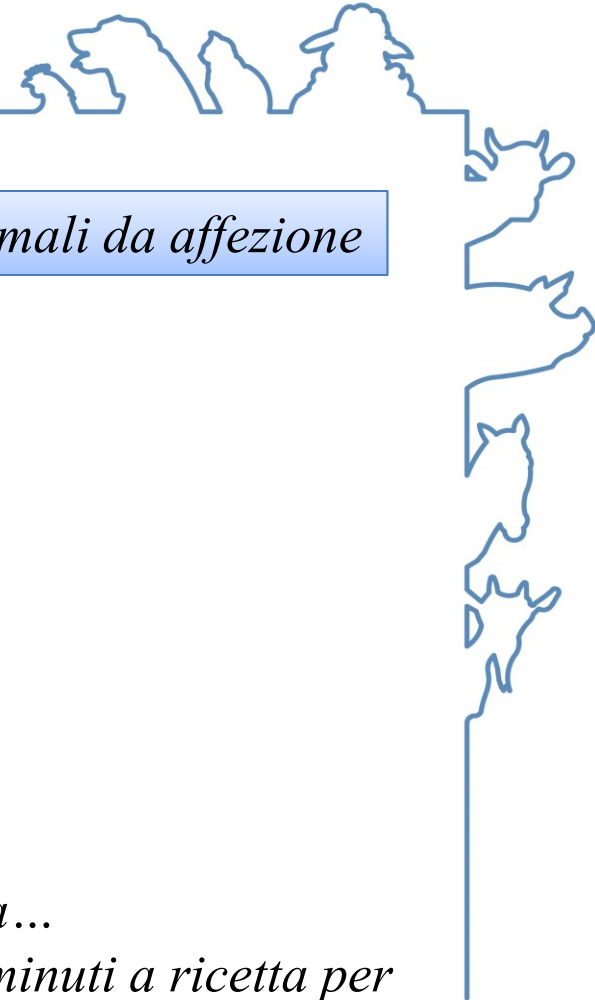 mali da affezione
a…
minuti a ricetta per